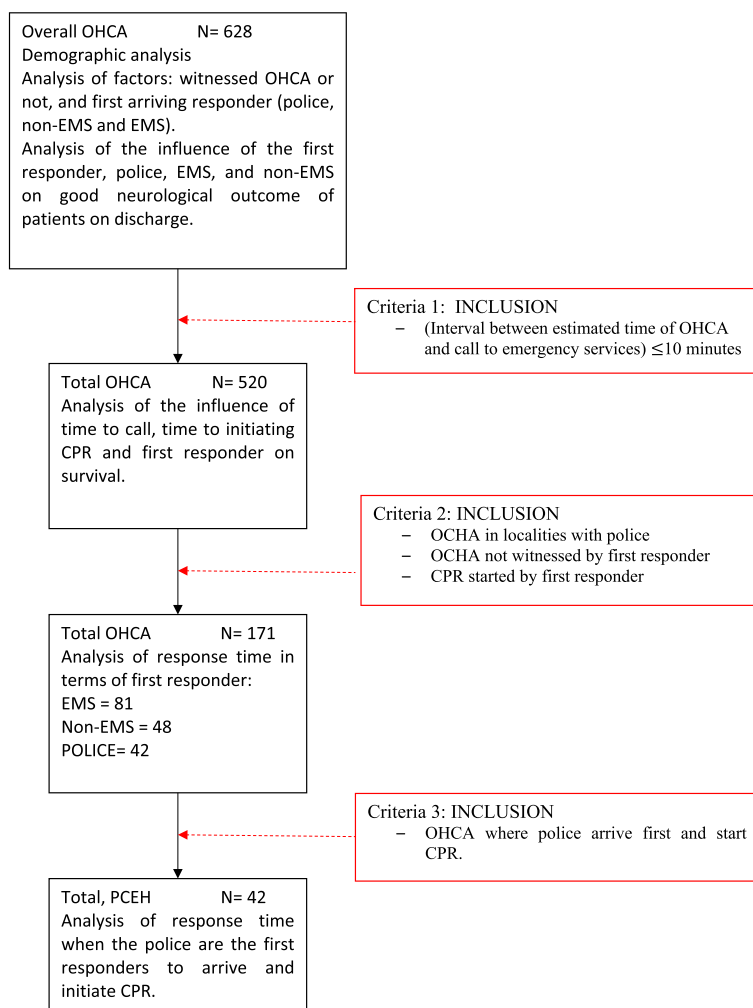 Overall OHCA N= 628
Demographic analysis
Analysis of factors: witnessed OHCA or
not, and first arriving responder (police,
non-EMS and EMS).
Analysis of the influence of the first
responder, police, EMS, and non-EMS
on good neurological outcome of
patients on discharge.
Criteria 1: INCLUSION
– (Interval between estimated time of OHCA
and call to emergency services) ≤10 minutes
Total OHCA N= 520
Analysis of the influence of
time to call, time to initiating
CPR and first responder on
survival.
Criteria 2: INCLUSION
– OCHA in localities with police
– OCHA not witnessed by first responder
– CPR started by first responder
Total OHCA N= 171
Analysis of response time in
terms of first responder:
EMS = 81
Non-EMS = 48
POLICE= 42
Criteria 3: INCLUSION
– OHCA where police arrive first and start
CPR.
Total, PCEH N= 42
Analysis of response time
when the police are the first
responders to arrive and
initiate CPR.